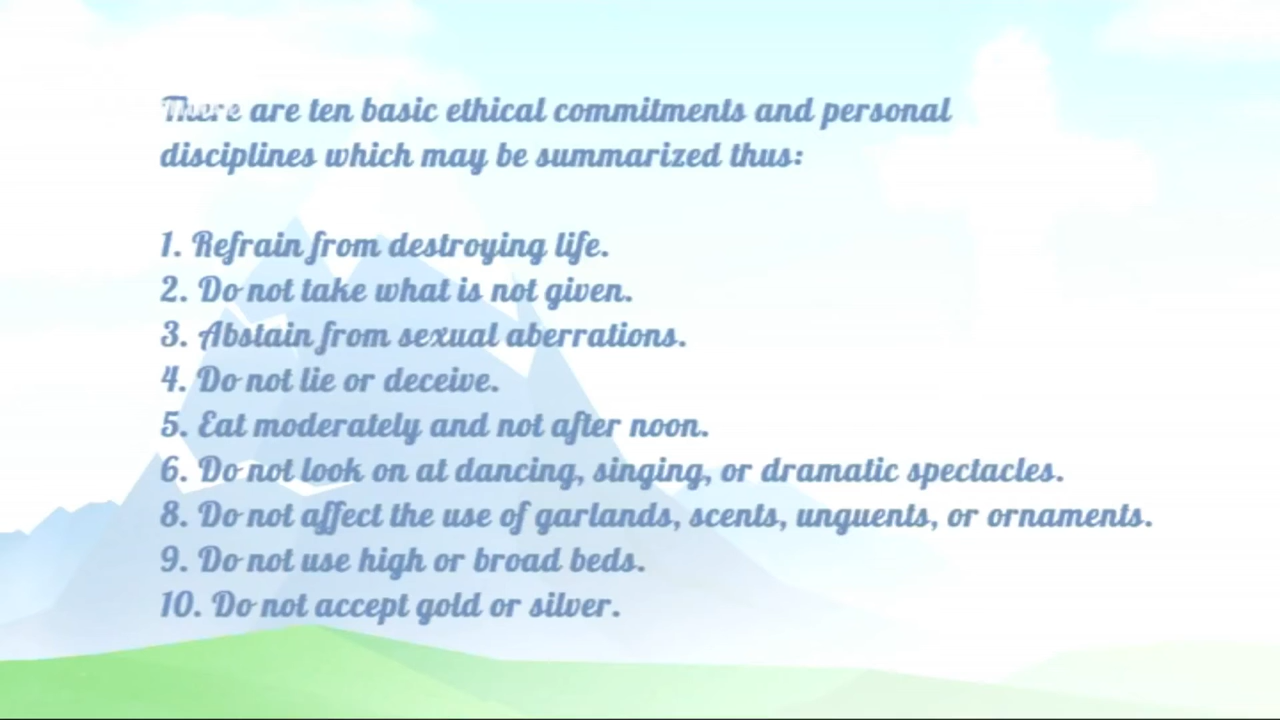 There are ten basic ethical commitments and personal
disciplines which may be summarized thus:
1. Refrain from destroying life.
2. Do not take what is not given.
3. Abstain from sexual aberrations.
4. Do not lie or deceive.
5. Eat moderately and not after noon.
6. Do not look on at dancing, singing, or dramatic spectacles.
8. Do not affect the use of garlands, scents, unguents, or ornaments.
9. Do not use high or broad beds.
10. Do not accept gold or silver.